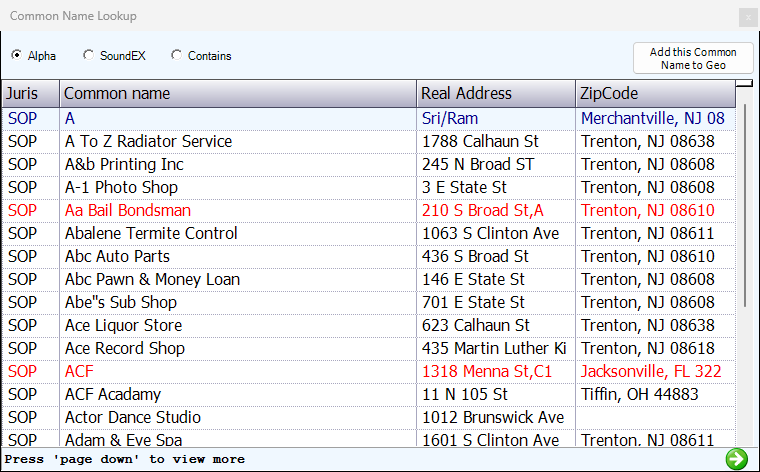 Common Name Lookup
x
Alpha SoundEX Contains
Add this Common
Name to Geo
Juris Common name Real Address ZipCode
SOP A Sri/Ram Merchantville, NJ 08
SOP A To Z Radiator Service 1788 Calhaun St Trenton, NJ 08638
SOP A&b Printing Inc 245 N Broad ST Trenton, NJ 08608
SOP A-1 Photo Shop 3 E State St Trenton, NJ 08608
SOP Aa Bail Bondsman 210 S Broad St,A Trenton, NJ 08610
SOP Abalene Termite Control 1063 S Clinton Ave Trenton, NJ 08611
SOP Abc Auto Parts 436 S Broad St Trenton, NJ 08610
SOP Abc Pawn & Money Loan 146 E State St Trenton, NJ 08608
SOP Abe"s Sub Shop 701 E State St Trenton, NJ 08608
SOP Ace Liquor Store 623 Calhaun St Trenton, NJ 08638
SOP Ace Record Shop 435 Martin Luther Ki Trenton, NJ 08618
SOP ACF 1318 Menna St,C1 Jacksonville, FL 322
SOP ACF Acadamy 11 N 105 St Tiffin, OH 44883
SOP Actor Dance Studio 1012 Brunswick Ave
SOP Adam & Eve Spa 1601 S Clinton Ave Trenton, NJ 08611
Press 'page down' to view more